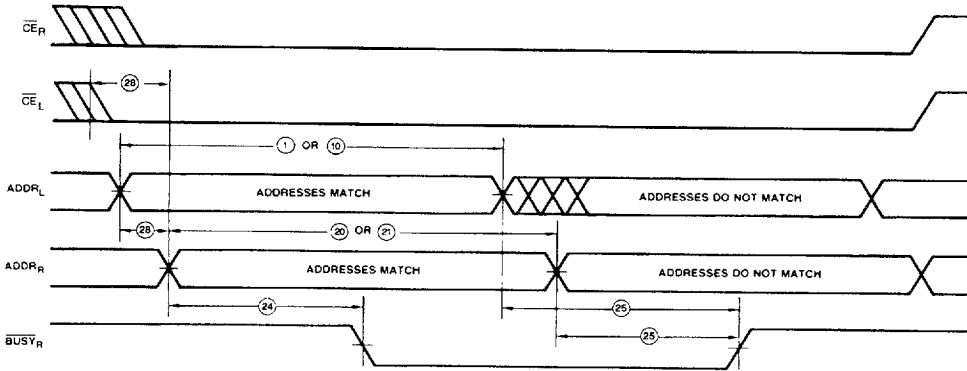 CE_R
28
CE_L
1 OR 10
ADDR_L
ADDRESSES MATCH
ADDRESSES DO NOT MATCH
28
20 OR 21
ADDR_R
ADDRESSES MATCH
ADDRESSES DO NOT MATCH
24
25
25
BUSY_R